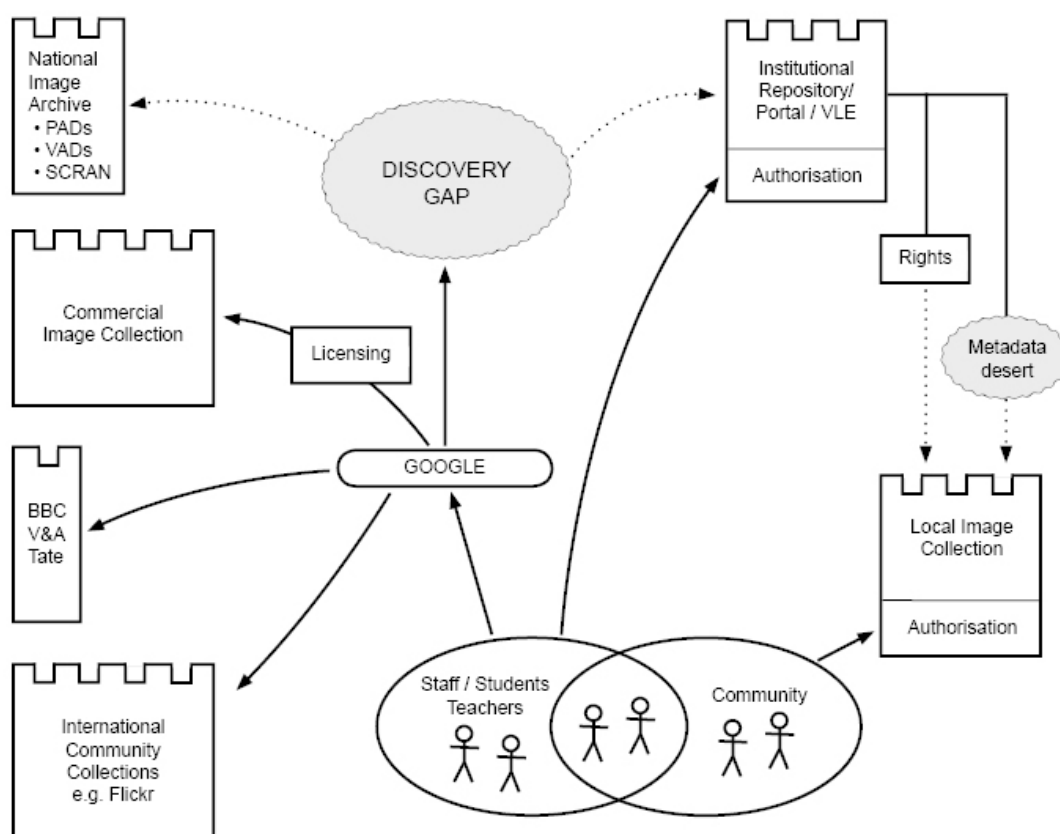 National
Image
Archive
• PADs
• VADs
• SCRAN
DISCOVERY
GAP
Institutional
Repository/
Portal / VLE
Authorisation
Rights
Metadata
desert
Commercial
Image Collection
Licensing
GOOGLE
BBC
V&A
Tate
Local Image
Collection
Authorisation
Staff / Students
Teachers
Community
International
Community
Collections
e.g. Flickr